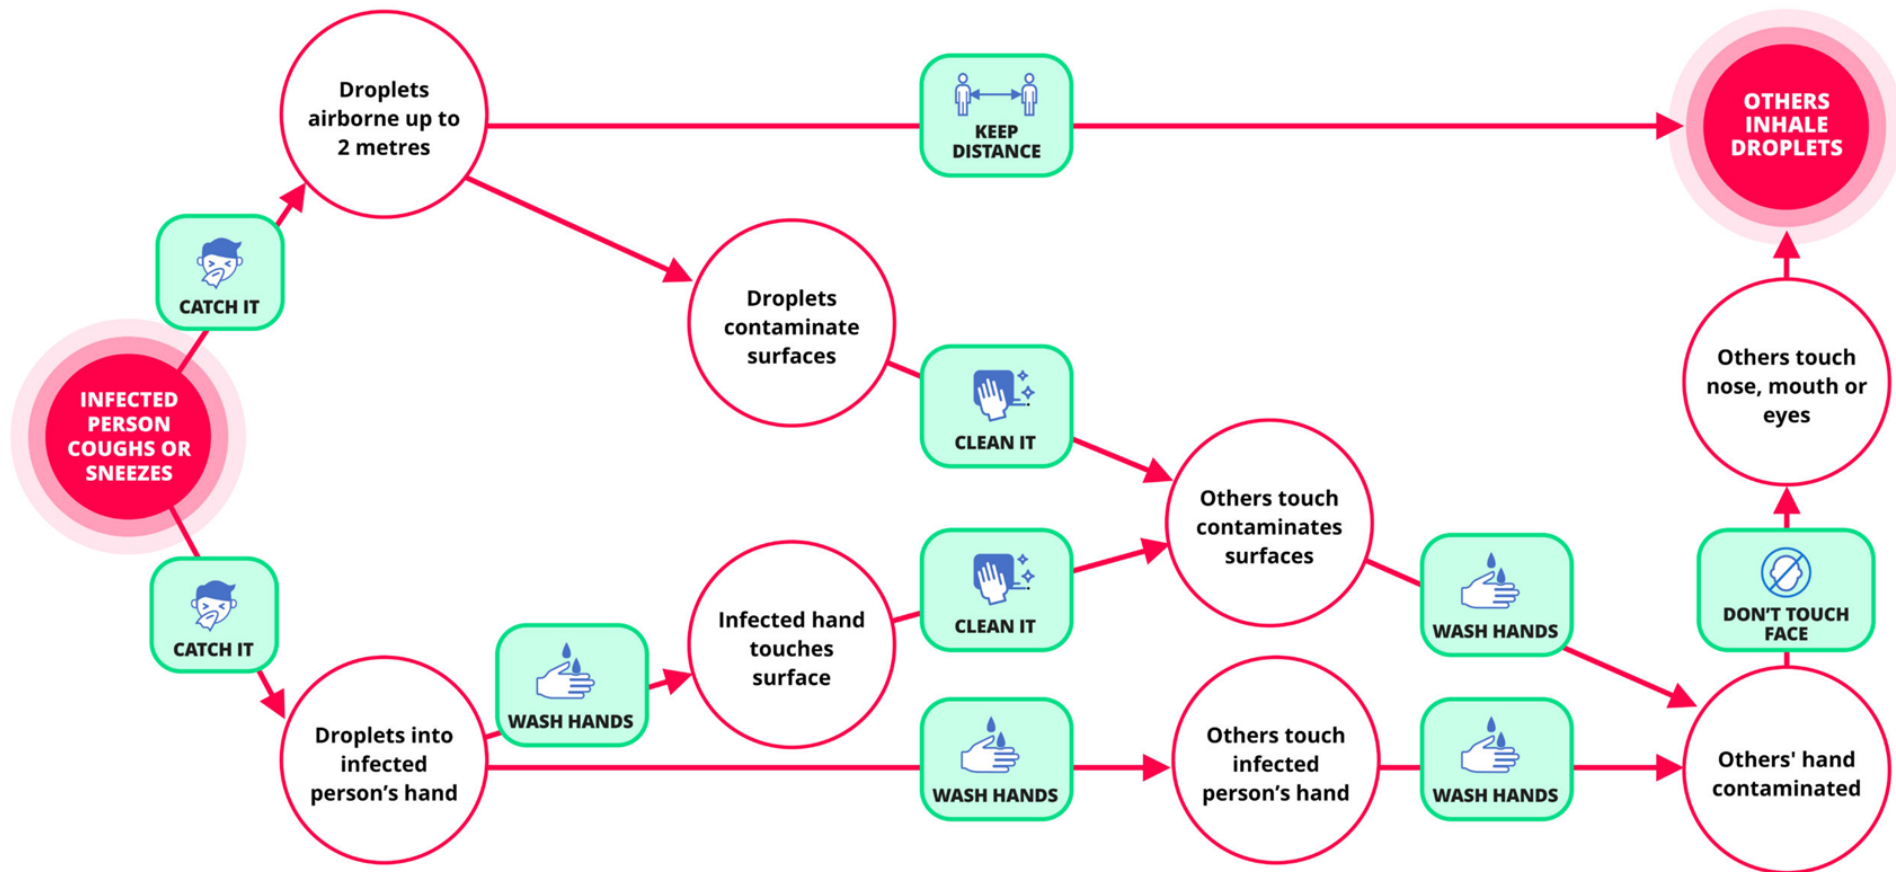 Droplets
airborne up to
2 metres
KEEP
DISTANCE
OTHERS
INHALE
DROPLETS
CATCH IT
INFECTED
PERSON
COUGHS OR
SNEEZES
Droplets
contaminate
surfaces
CLEAN IT
Others touch
nose, mouth or
eyes
Others touch
contaminates
surfaces
CATCH IT
Infected hand
touches
surface
CLEAN IT
WASH HANDS
DON'T TOUCH
FACE
WASH HANDS
Droplets into
infected
person's hand
WASH HANDS
Others touch
infected
person's hand
WASH HANDS
Others' hand
contaminated